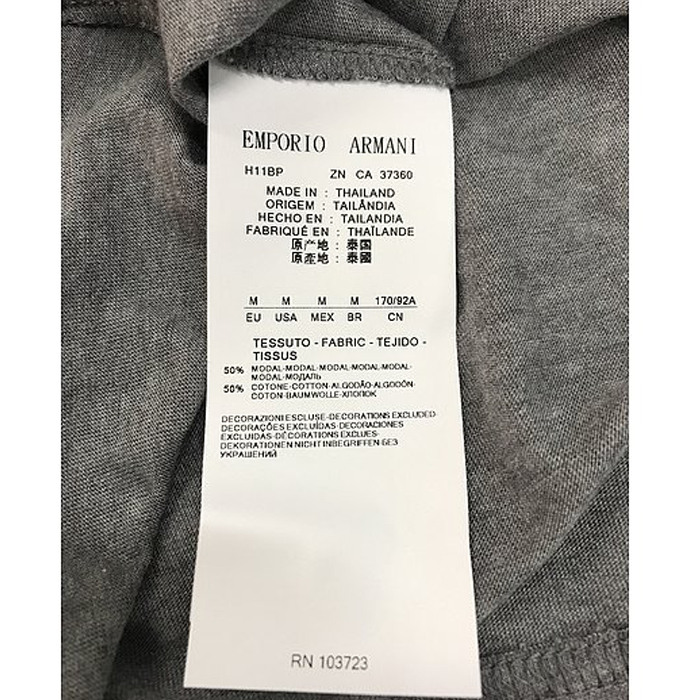 EMPORIO ARMANI
H11BP ZN CA 37360
MADE IN : THAILAND
ORIGEM : TAILÂNDIA
HECHO EN : TAILANDIA
FABRIQUÉ EN : THAÏLANDE
原产地 : 泰国
原產地 : 泰國
M M M M 170/92A
EU USA MEX BR CN
TESSUTO - FABRIC - TEJIDO -
TISSUS
50% MODAL-MODAL-MODAL-MODAL-MODAL-
MODAL-МОДАЛЬ
50% COTONE-COTTON-ALGODÃO-ALGODÓN-
COTON-BAUMWOLLE-ХЛОПОК
DECORAZIONI ESCLUSE-DECORATIONS EXCLUDED-
DECORAÇÕES EXCLUÍDAS-DECORACIONES
EXCLUIDAS-DÉCORATIONS EXCLUES-
DEKORATIONEN NICHT INBEGRIFFEN БЕЗ
УКРАШЕНИЙ
RN 103723